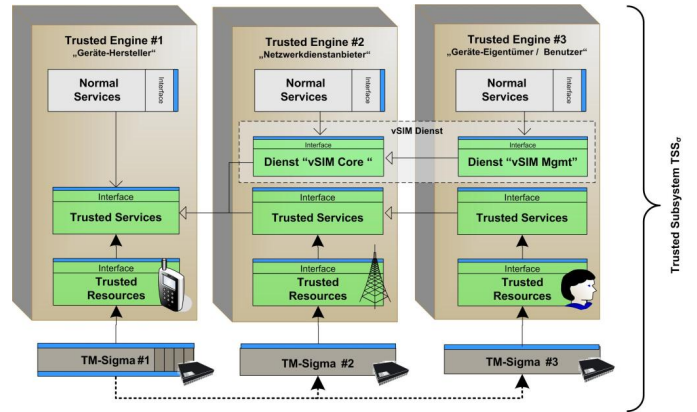 Trusted Engine #1
„Geräte-Hersteller“
Normal
Services
Interface
Interface
Trusted Services
Interface
Trusted
Resources
TM-Sigma #1
Trusted Engine #2
„Netzwerkdienstanbieter“
Normal
Services
Interface
vSIM Dienst
Interface
Dienst "vSIM Core "
Interface
Trusted Services
Interface
Trusted
Resources
TM-Sigma #2
Trusted Engine #3
„Geräte-Eigentümer / Benutzer“
Normal
Services
Interface
Interface
Dienst "vSIM Mgmt"
Interface
Trusted Services
Interface
Trusted
Resources
TM-Sigma #3
Trusted Subsystem TSSσ